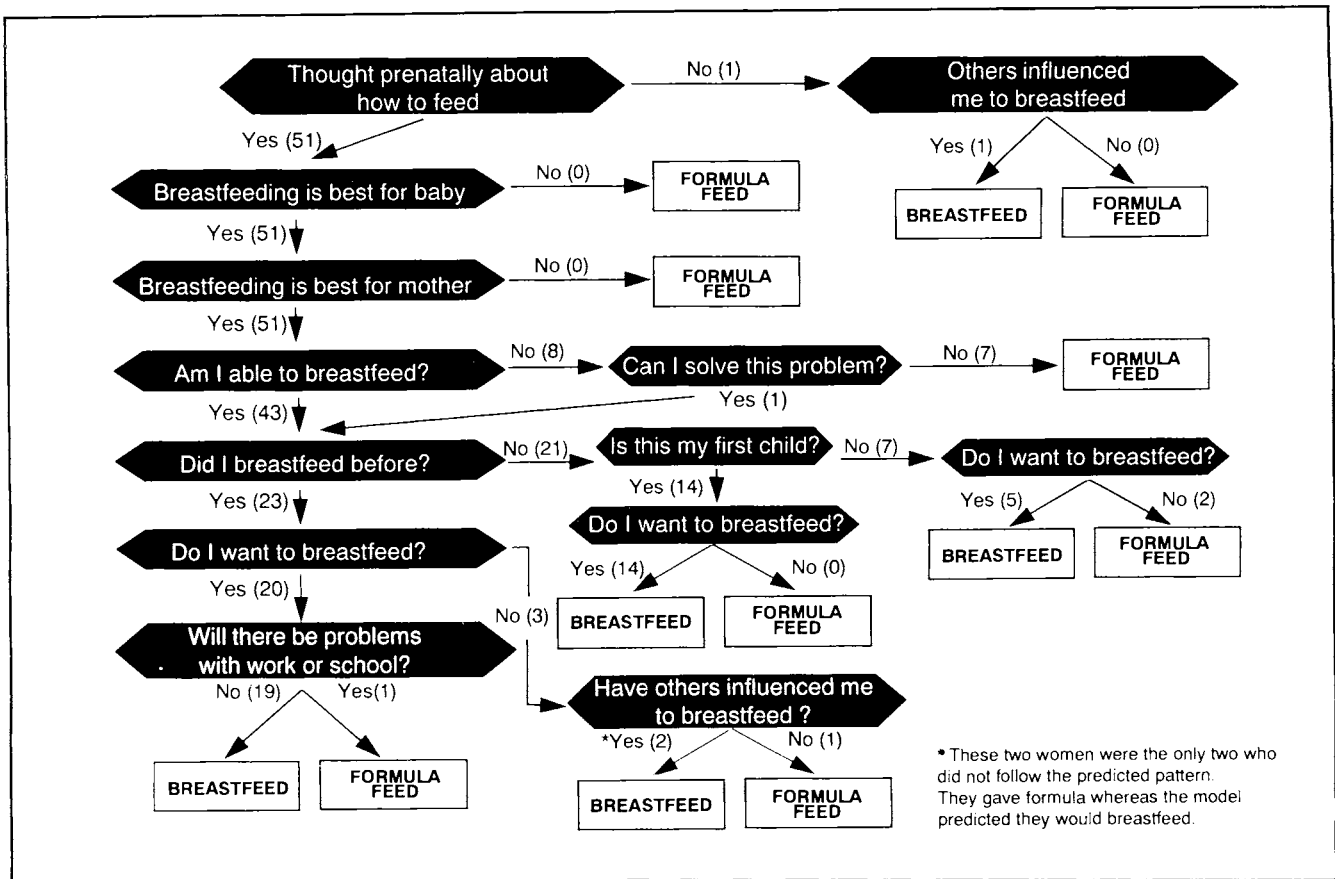 Thought prenatally about
how to feed
No (1)
Others influenced
me to breastfeed
Yes (51)
Yes (1)
No (0)
BREASTFEED
FORMULA
FEED
Breastfeeding is best for baby
No (0)
FORMULA
FEED
Yes (51)
Breastfeeding is best for mother
No (0)
FORMULA
FEED
Yes (51)
Am I able to breastfeed?
No (8)
Can I solve this problem?
No (7)
FORMULA
FEED
Yes (43)
Yes (1)
Did I breastfeed before?
No (21)
Is this my first child?
No (7)
Do I want to breastfeed?
Yes (5)
No (2)
BREASTFEED
FORMULA
FEED
Yes (14)
Do I want to breastfeed?
Yes (14)
No (0)
BREASTFEED
FORMULA
FEED
Yes (23)
Do I want to breastfeed?
Yes (20)
No (3)
Will there be problems
with work or school?
No (19)
Yes(1)
BREASTFEED
FORMULA
FEED
Have others influenced me
to breastfeed ?
*Yes (2)
No (1)
BREASTFEED
FORMULA
FEED
* These two women were the only two who
did not follow the predicted pattern.
They gave formula whereas the model
predicted they would breastfeed.